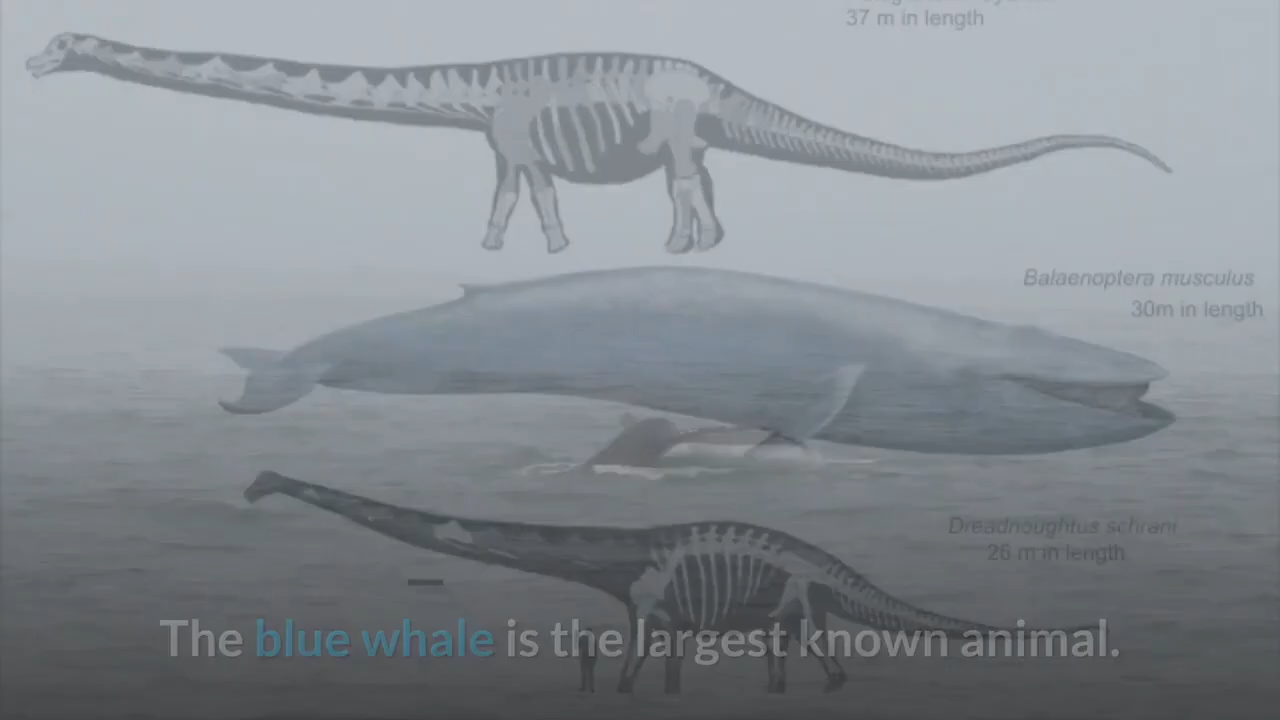 37 m in length
Balaenoptera musculus
30m in length
Dreadnoughtus schrani
26 m in length
The blue whale is the largest known animal.